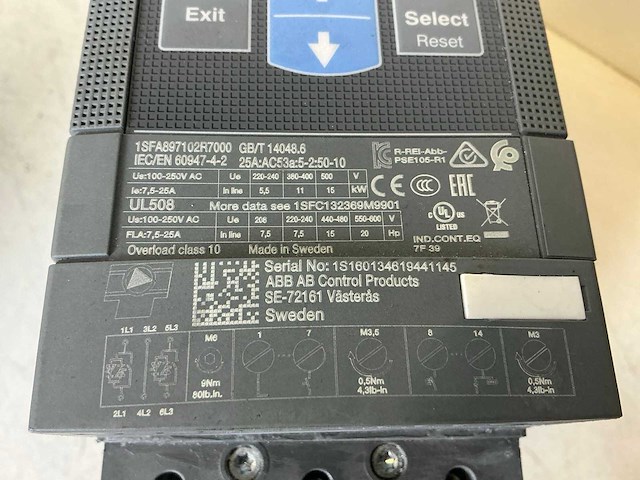 Exit
Select
Reset
1SFA897102R7000 GB/T 14048.6
IEC/EN 60947-4-2 25A:AC53a:5-2:50-10
R-REI-Abb-
PSE105-R1
Us:100-250V AC Ue 220-240 380-400 500 V
Ie:7,5-25A In line 5,5 11 15 kW
CE CCC EAC
UL508 More data see 1SFC132369M9901
Us:100-250V AC Ue 208 220-240 440-480 550-600 V
FLA:7,5-25A In line 7,5 7,5 15 20 Hp
c UL US
LISTED
IND.CONT.EQ
7F 39
Overload class 10 Made in Sweden
Serial No: 1S160134619441145
ABB AB Control Products
SE-72161 Västerås
Sweden
1L1 3L2 5L3 M6 1 7 M3,5 8 14 M3
9Nm 0,5Nm 0,5Nm
80lb.in. 4,3lb-in 4,3lb-in
2L1 4L2 6L3